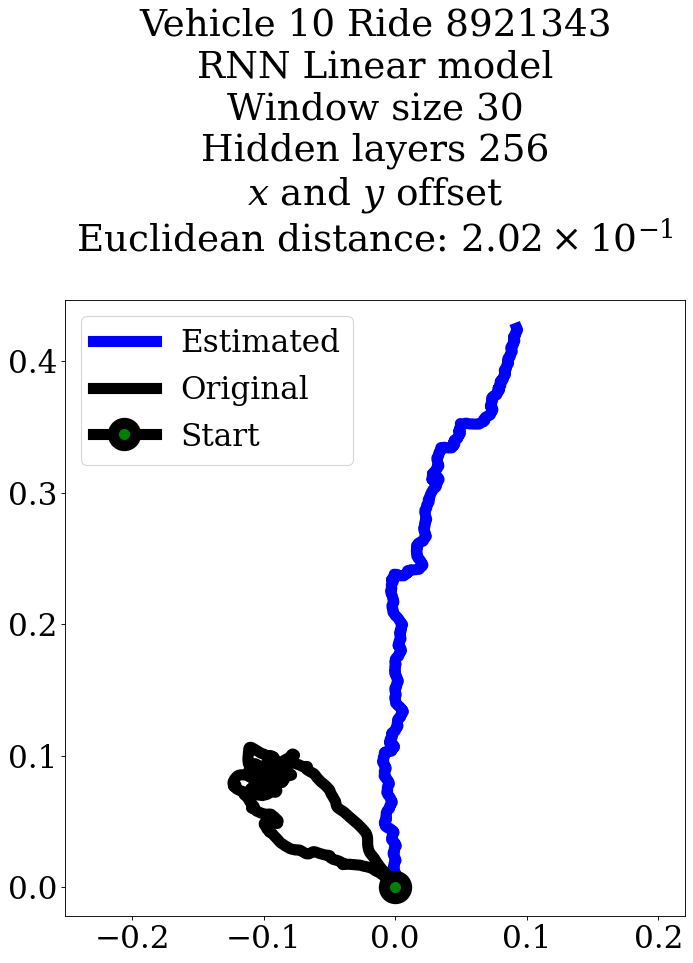 Vehicle 10 Ride 8921343
RNN Linear model
Window size 30
Hidden layers 256
x and y offset
Euclidean distance: 2.02 × 10⁻¹
Estimated
Original
Start
0.4
0.3
0.2
0.1
0.0
−0.2 −0.1 0.0 0.1 0.2